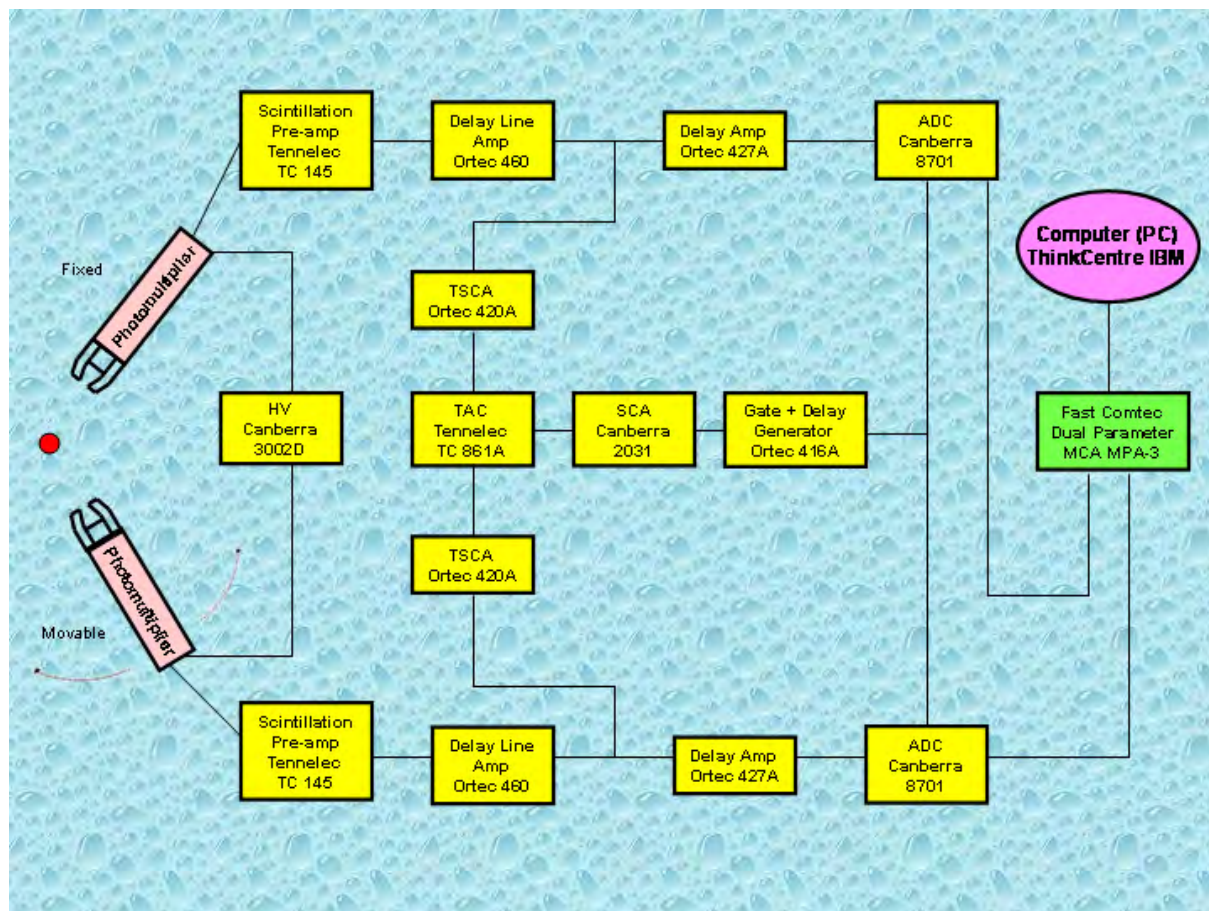 Scintillation
Pre-amp
Tennelec
TC 145
Delay Line
Amp
Ortec 460
Delay Amp
Ortec 427A
ADC
Canberra
8701
Computer (PC)
ThinkCentre IBM
Fixed
Photomultiplier
TSCA
Ortec 420A
HV
Canberra
3002D
TAC
Tennelec
TC 861A
SCA
Canberra
2031
Gate + Delay
Generator
Ortec 416A
Fast Comtec
Dual Parameter
MCA MPA-3
TSCA
Ortec 420A
Photomultiplier
Movable
Scintillation
Pre-amp
Tennelec
TC 145
Delay Line
Amp
Ortec 460
Delay Amp
Ortec 427A
ADC
Canberra
8701